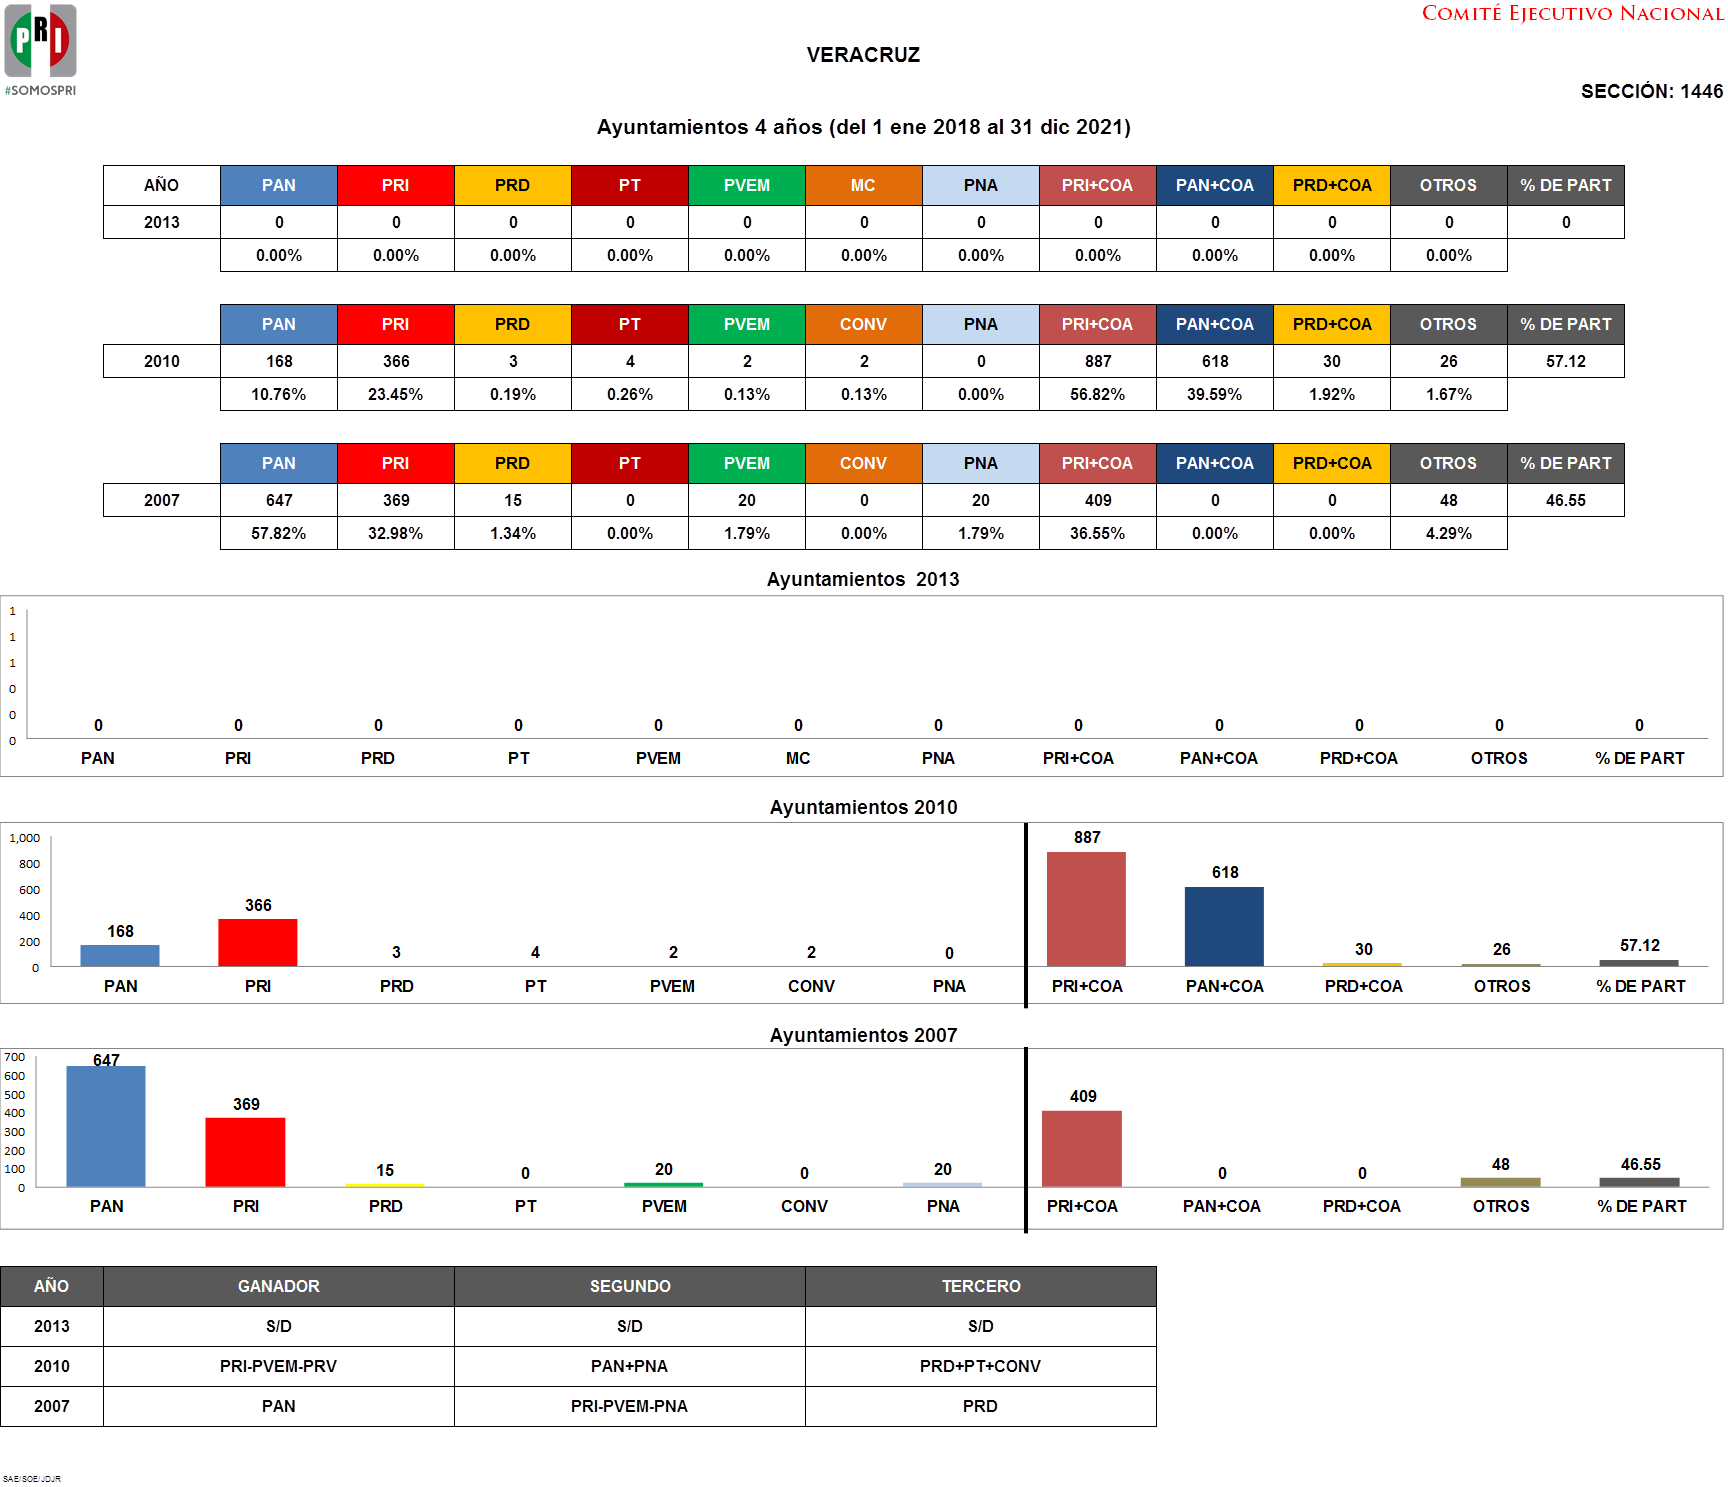 PRI
#SOMOSPRI
COMITÉ EJECUTIVO NACIONAL
VERACRUZ
SECCIÓN: 1446
Ayuntamientos 4 años (del 1 ene 2018 al 31 dic 2021)
AÑO PAN PRI PRD PT PVEM MC PNA PRI+COA PAN+COA PRD+COA OTROS % DE PART
2013 0 0 0 0 0 0 0 0 0 0 0 0
0.00% 0.00% 0.00% 0.00% 0.00% 0.00% 0.00% 0.00% 0.00% 0.00% 0.00%
PAN PRI PRD PT PVEM CONV PNA PRI+COA PAN+COA PRD+COA OTROS % DE PART
2010 168 366 3 4 2 2 0 887 618 30 26 57.12
10.76% 23.45% 0.19% 0.26% 0.13% 0.13% 0.00% 56.82% 39.59% 1.92% 1.67%
PAN PRI PRD PT PVEM CONV PNA PRI+COA PAN+COA PRD+COA OTROS % DE PART
2007 647 369 15 0 20 0 20 409 0 0 48 46.55
57.82% 32.98% 1.34% 0.00% 1.79% 0.00% 1.79% 36.55% 0.00% 0.00% 4.29%
Ayuntamientos 2013
1
1
1
0
0
0
0 0 0 0 0 0 0 0 0 0 0 0
PAN PRI PRD PT PVEM MC PNA PRI+COA PAN+COA PRD+COA OTROS % DE PART
Ayuntamientos 2010
1,000
800
600
400
200
0
168 366 3 4 2 2 0 887 618 30 26 57.12
PAN PRI PRD PT PVEM CONV PNA PRI+COA PAN+COA PRD+COA OTROS % DE PART
Ayuntamientos 2007
700
600
500
400
300
200
100
0
647 369 15 0 20 0 20 409 0 0 48 46.55
PAN PRI PRD PT PVEM CONV PNA PRI+COA PAN+COA PRD+COA OTROS % DE PART
AÑO GANADOR SEGUNDO TERCERO
2013 S/D S/D S/D
2010 PRI-PVEM-PRV PAN+PNA PRD+PT+CONV
2007 PAN PRI-PVEM-PNA PRD
SAE/SOE/JDJR